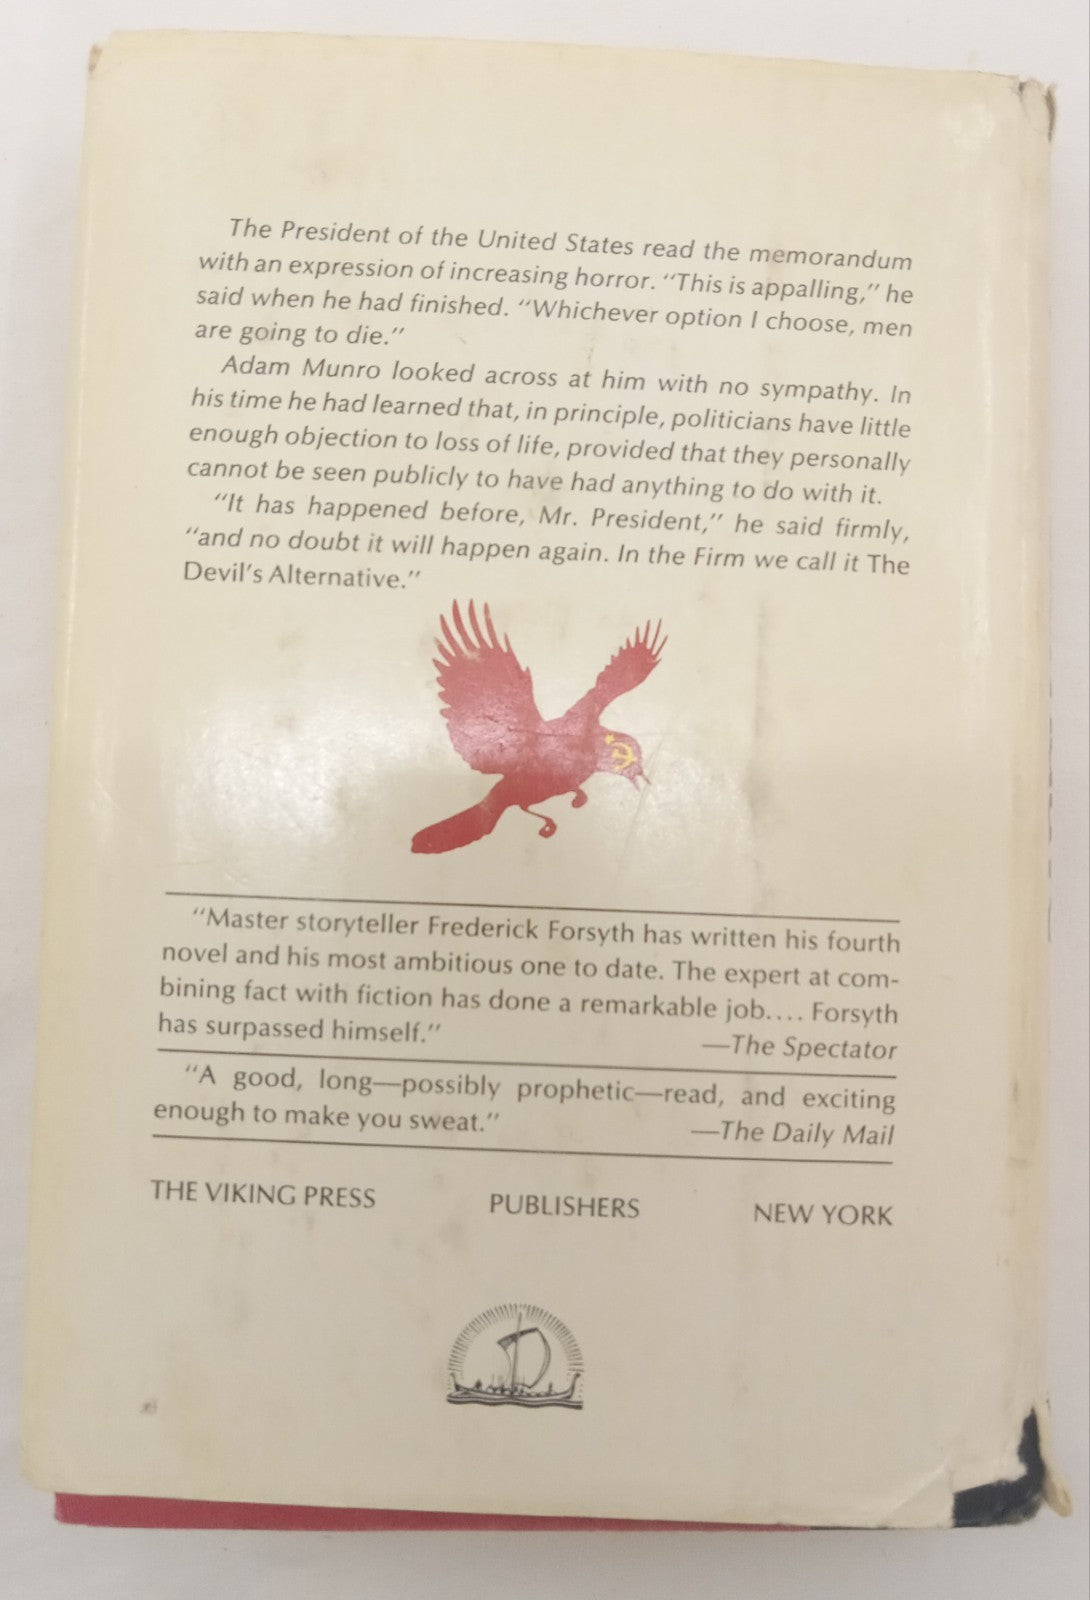 The President of the United States read the memorandum
with an expression of increasing horror. "This is appalling," he
said when he had finished. "Whichever option I choose, men
are going to die."
Adam Munro looked across at him with no sympathy. In
his time he had learned that, in principle, politicians have little
enough objection to loss of life, provided that they personally
cannot be seen publicly to have had anything to do with it.
"It has happened before, Mr. President," he said firmly,
"and no doubt it will happen again. In the Firm we call it The
Devil's Alternative."
"Master storyteller Frederick Forsyth has written his fourth
novel and his most ambitious one to date. The expert at com-
bining fact with fiction has done a remarkable job.... Forsyth
has surpassed himself." —The Spectator
"A good, long—possibly prophetic—read, and exciting
enough to make you sweat." —The Daily Mail
THE VIKING PRESS PUBLISHERS NEW YORK